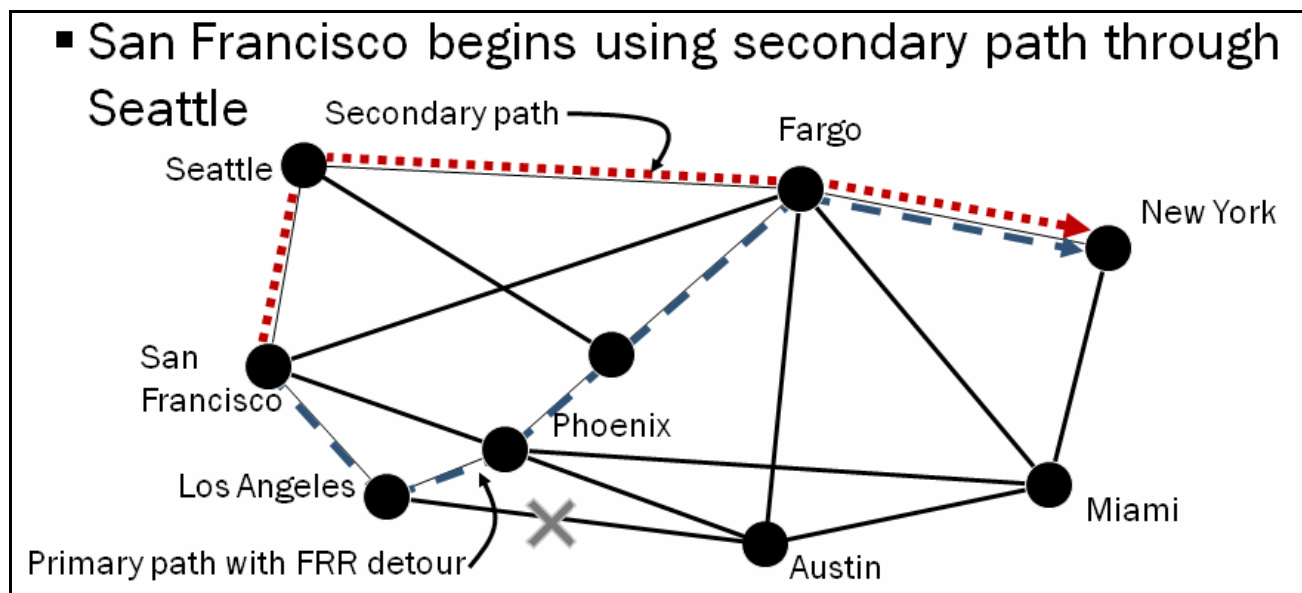 ▪ San Francisco begins using secondary path through
Seattle
Secondary path
Fargo
Seattle
New York
San
Francisco
Phoenix
Los Angeles
Miami
Primary path with FRR detour
Austin